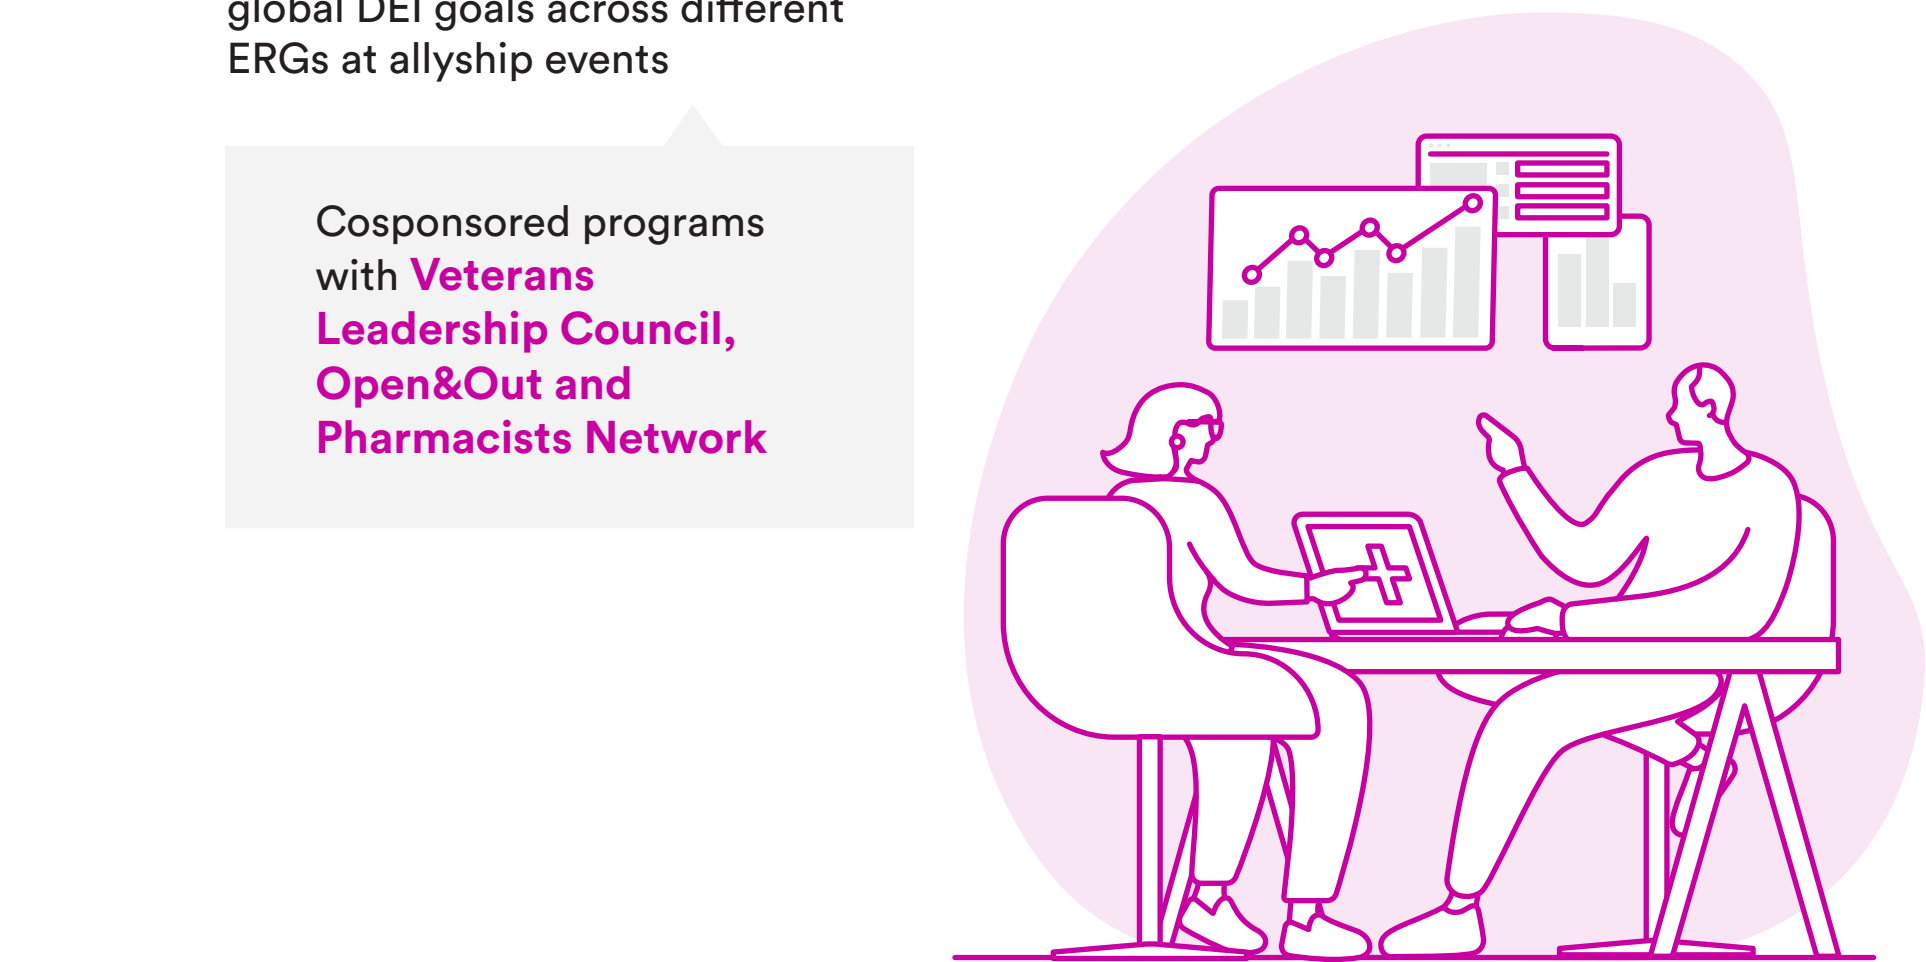 global DEI goals across different
ERGs at allyship events
Cosponsored programs
with Veterans
Leadership Council,
Open&Out and
Pharmacists Network